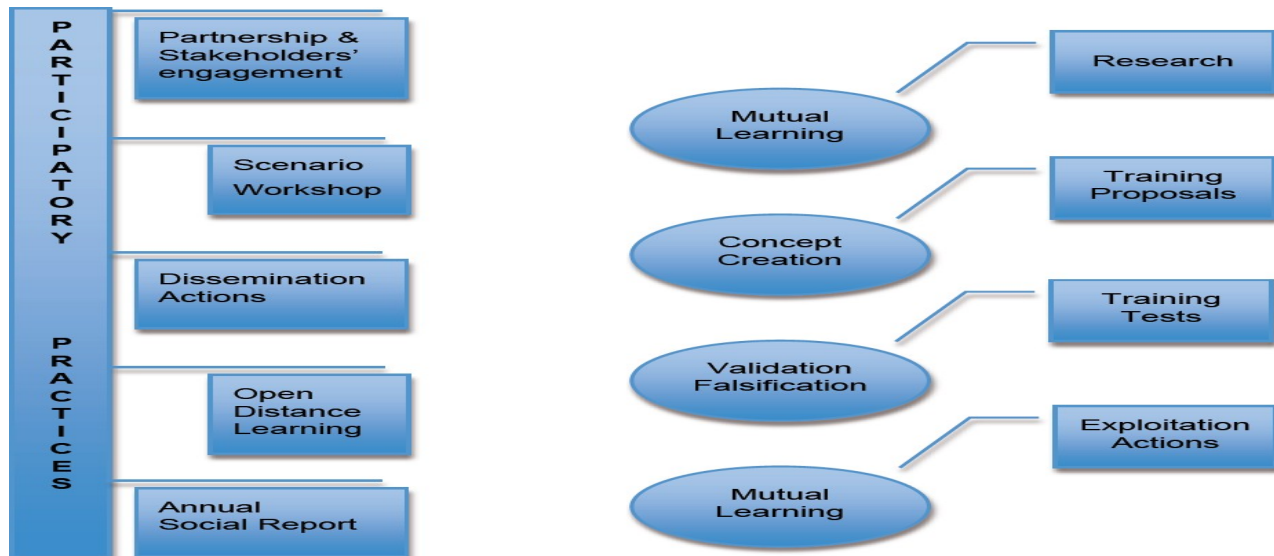 PARTICIPATORY PRACTICES
Partnership &
Stakeholders’
engagement
Scenario
Workshop
Dissemination
Actions
Open
Distance
Learning
Annual
Social Report
Mutual
Learning
Research
Concept
Creation
Training
Proposals
Validation
Falsification
Training
Tests
Mutual
Learning
Exploitation
Actions